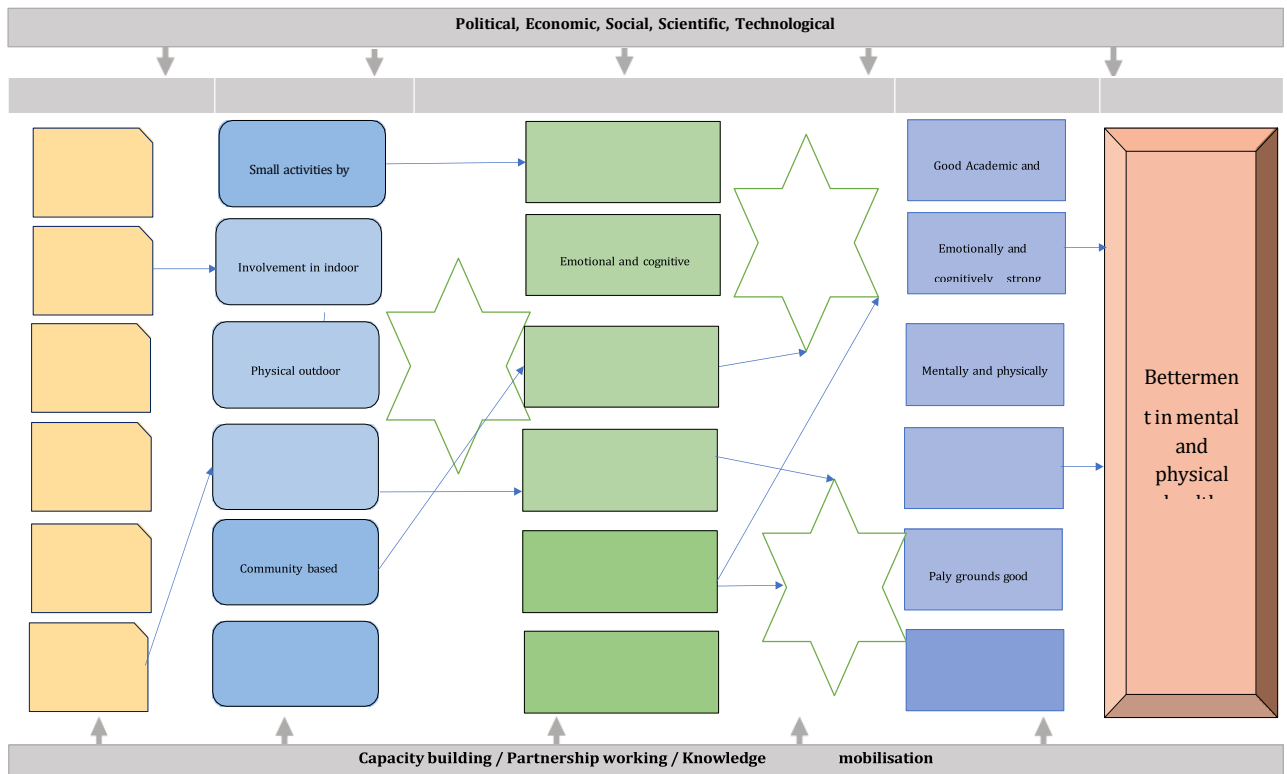 Political, Economic, Social, Scientific, Technological
Small activities by
Good Academic and
Involvement in indoor
Emotional and cognitive
Emotionally and
cognitively strong
Physical outdoor
Mentally and physically
Bettermen
t in mental
and
physical
Community based
Paly grounds good
Capacity building / Partnership working / Knowledge mobilisation